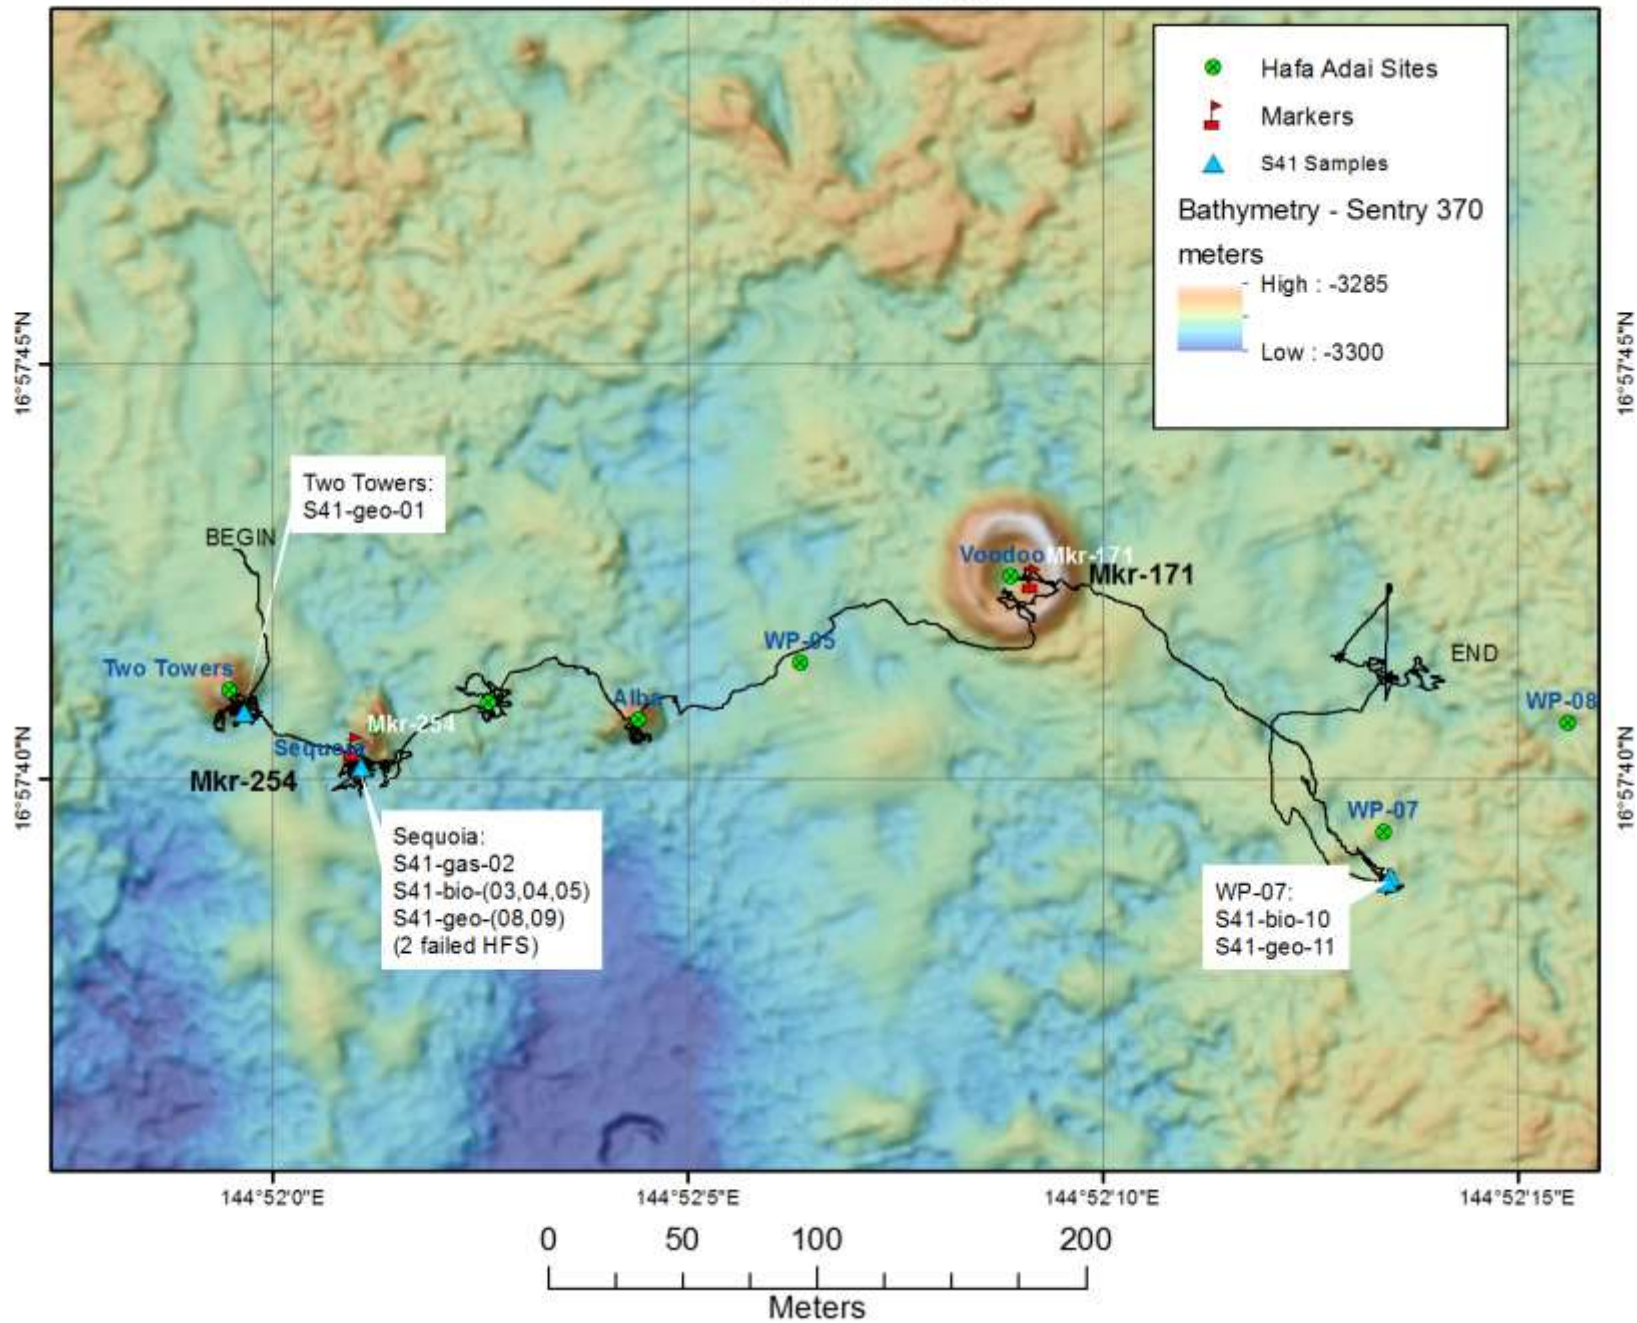 Hafa Adai Sites
Markers
S41 Samples
Bathymetry - Sentry 370
meters
High : -3285
Low : -3300
16°57'45"N
16°57'45"N
Two Towers:
S41-geo-01
BEGIN
Voodoo
Mkr-171
Mkr-171
WP-05
END
Two Towers
Alba
WP-08
Mkr-254
Sequoia
Mkr-254
16°57'40"N
16°57'40"N
WP-07
Sequoia:
S41-gas-02
S41-bio-(03,04,05)
S41-geo-(08,09)
(2 failed HFS)
WP-07:
S41-bio-10
S41-geo-11
144°52'0"E
144°52'5"E
144°52'10"E
144°52'15"E
0 50 100 200
Meters